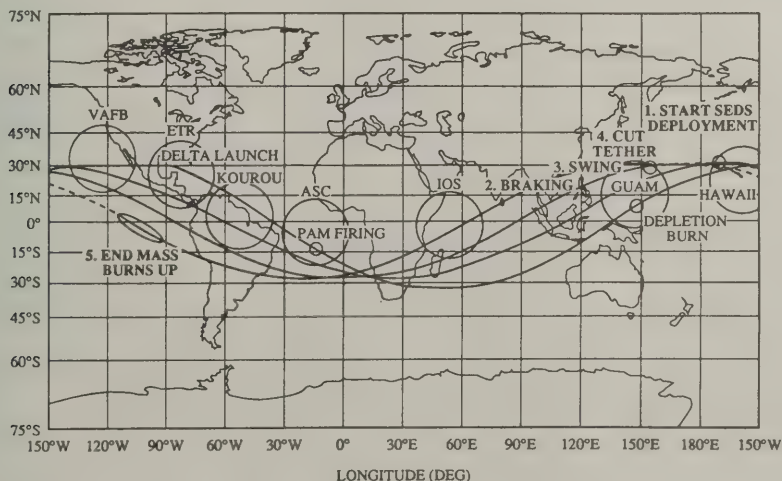 75°N
60°N
VAFB
1. START SEDS
DEPLOYMENT
ETR
45°N
4. CUT
TETHER
DELTA LAUNCH
3. SWING
30°N
KOUROU
ASC
IOS
2. BRAKING
GUAM
HAWAII
15°N
0°
PAM FIRING
DEPLETION
BURN
15°S
5. END MASS
BURNS UP
30°S
45°S
60°S
75°S
150°W 120°W 90°W 60°W 30°W 0° 30°E 60°E 90°E 120°E 150°E 180°E 150°W
LONGITUDE (DEG)